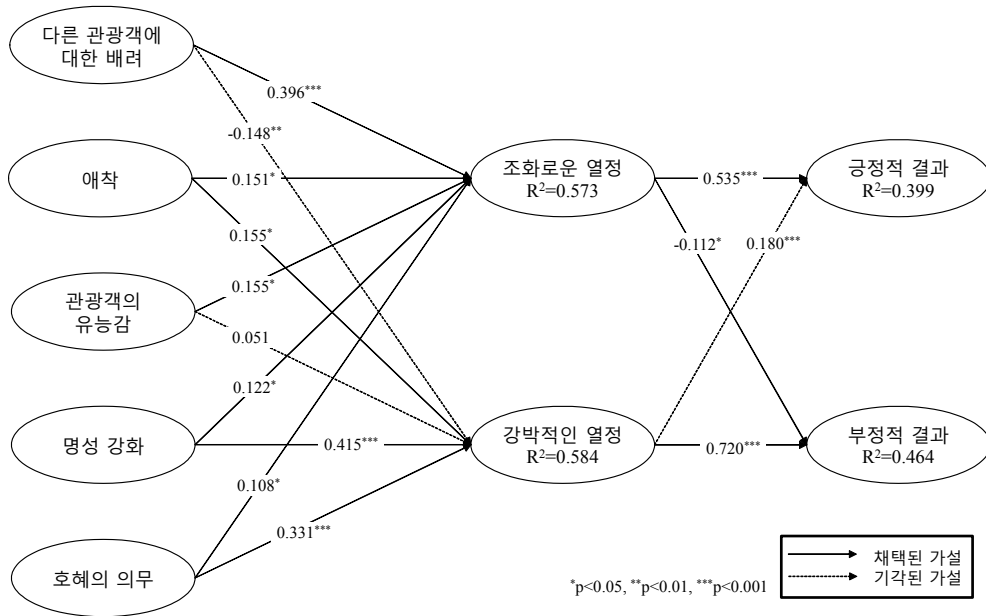 다른 관광객에
대한 배려
0.396***
-0.148**
애착
0.151*
조화로운 열정
R²=0.573
0.535***
긍정적 결과
R²=0.399
0.155*
-0.112*
0.180***
관광객의
유능감
0.155*
0.051
0.122*
명성 강화
0.415***
강박적인 열정
R²=0.584
0.720***
부정적 결과
R²=0.464
0.108*
0.331***
호혜의 의무
채택된 가설
기각된 가설
*p<0.05, **p<0.01, ***p<0.001